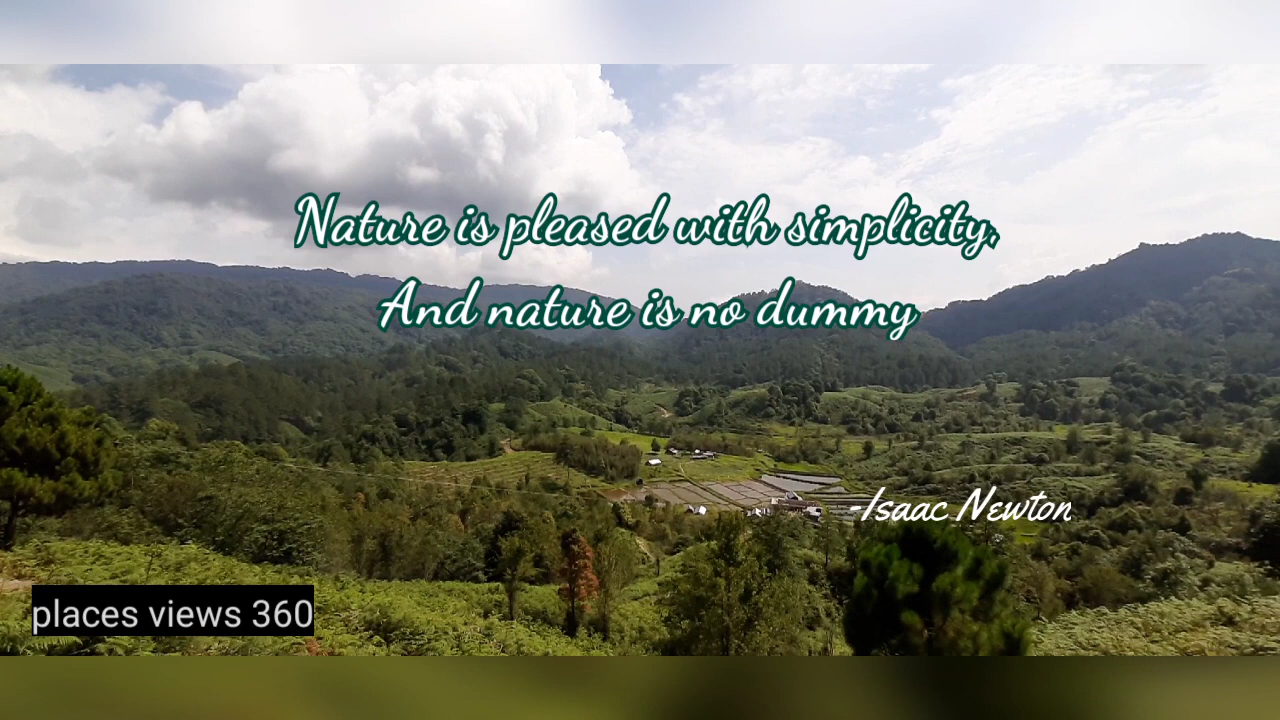 Nature is pleased with simplicity,
And nature is no dummy
-Isaac Newton
places views 360